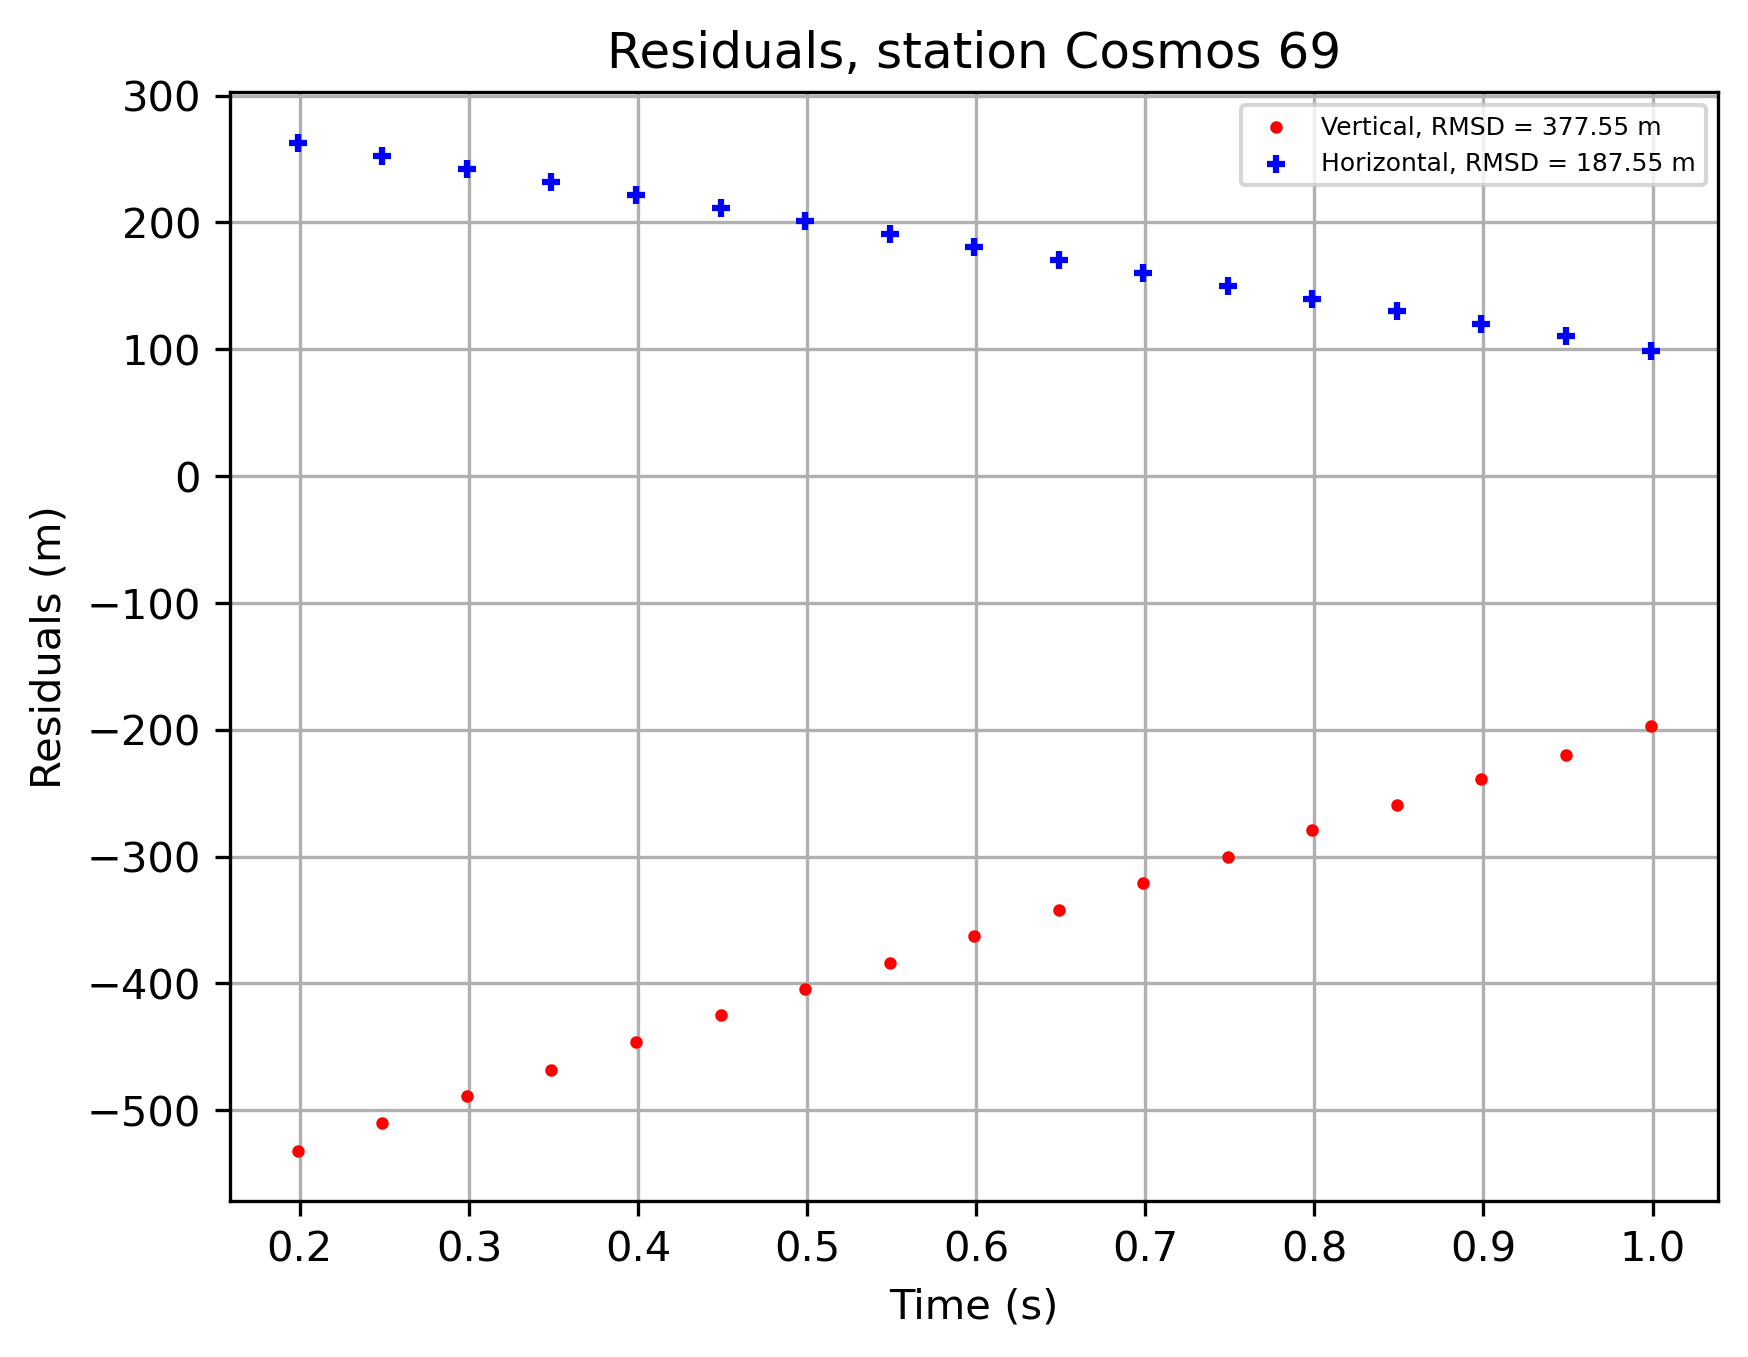 Residuals, station Cosmos 69
Vertical, RMSD = 377.55 m
Horizontal, RMSD = 187.55 m
Residuals (m)
300
200
100
0
−100
−200
−300
−400
−500
0.2 0.3 0.4 0.5 0.6 0.7 0.8 0.9 1.0
Time (s)